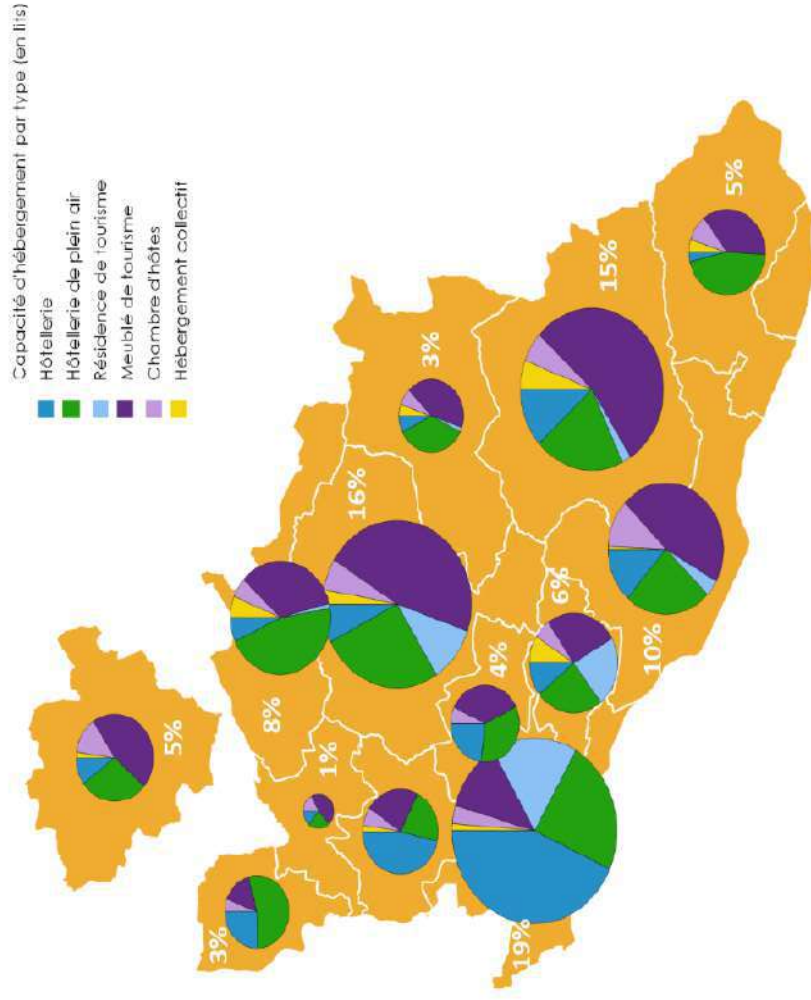 Capacité d'hébergement par type (en lits)
Hôtellerie
Hôtellerie de plein air
Résidence de tourisme
Meublé de tourisme
Chambre d'hôtes
Hébergement collectif
5%
3%
1%
8%
16%
3%
19%
4%
6%
10%
15%
5%